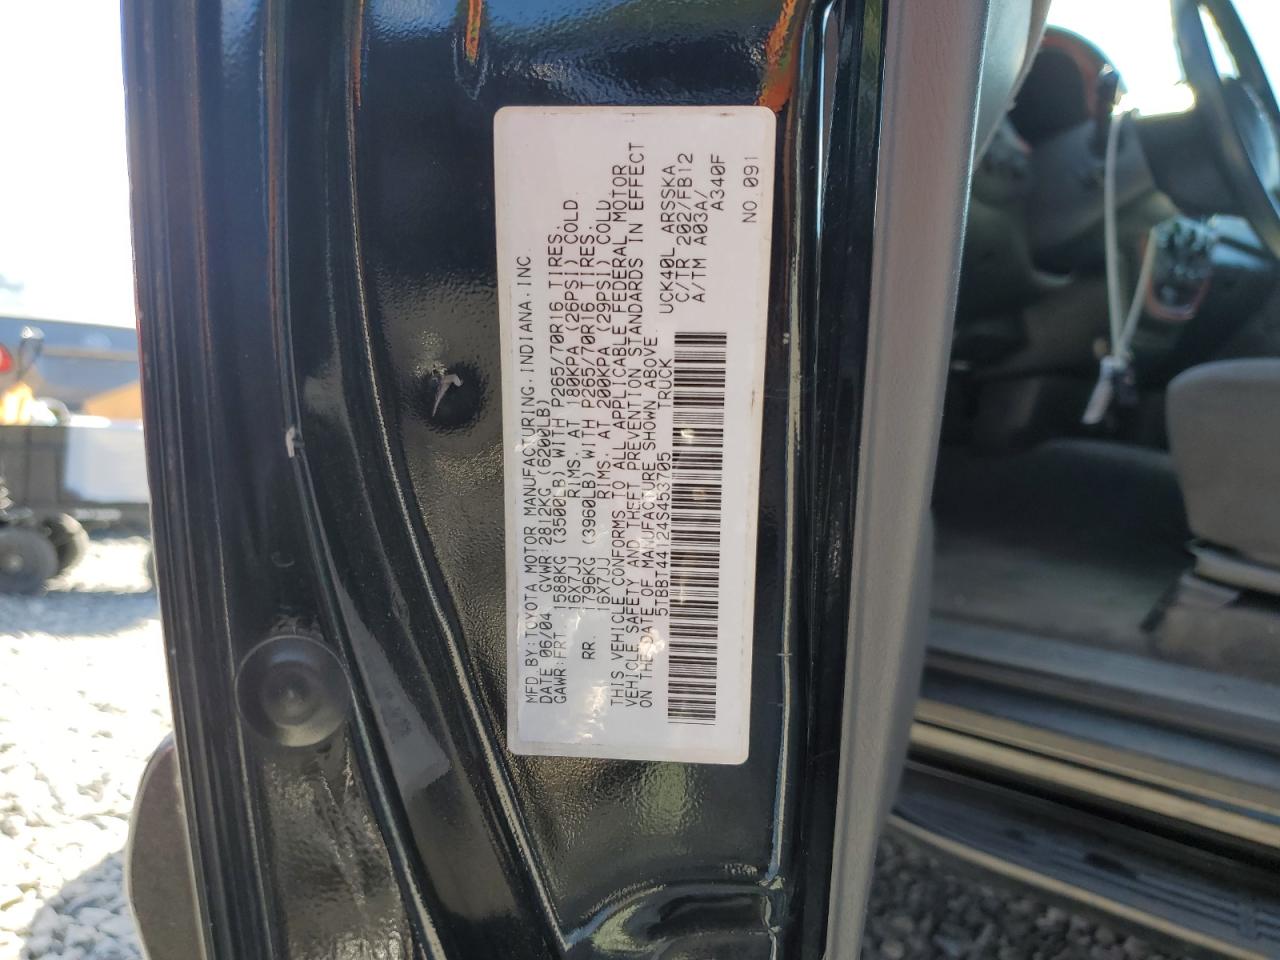 MFD BY:TOYOTA MOTOR MANUFACTURING,INDIANA,INC.
DATE 06/04 GVWR:2812KG (6200LB)
GAWR:FRT 1588KG (3500LB) WITH P265/70R16 TIRES,
16X7JJ RIMS, AT 180KPA (26PSI) COLD
RR. 1796KG (3960LB) WITH P265/70R16 TIRES,
16X7JJ RIMS, AT 200KPA (29PSI) COLD
THIS VEHICLE CONFORMS TO ALL APPLICABLE FEDERAL MOTOR
VEHICLE SAFETY AND THEFT PREVENTION STANDARDS IN EFFECT
ON THE DATE OF MANUFACTURE SHOWN ABOVE.
5TBBT44124S453705 TRUCK
UCK40L ARSSKA
C/TR 202/FB12
A/TM A03A/
A340F
NO.091